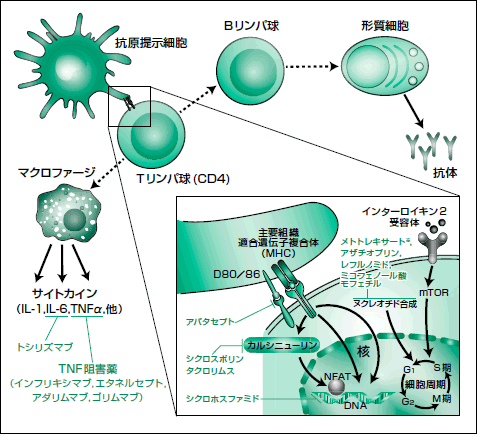 抗原提示細胞
Bリンパ球
形質細胞
抗体
Tリンパ球(CD4)
マクロファージ
サイトカイン
(IL-1,IL-6,TNFα,他)
トシリズマブ
TNF阻害薬
(インフリキシマブ,エタネルセプト,
アダリムマブ,ゴリムマブ)
主要組織
適合遺伝子複合体
(MHC)
D80/86
アバタセプト
カルシニューリン
シクロスポリン
タクロリムス
シクロホスファミド
インターロイキン2
受容体
メトトレキサート*,
アザチオプリン,
レフルノミド,
ミコフェノール酸
モフェチル
ヌクレオチド合成
mTOR
核
NFAT
DNA
G1
S期
細胞周期
G2
M期